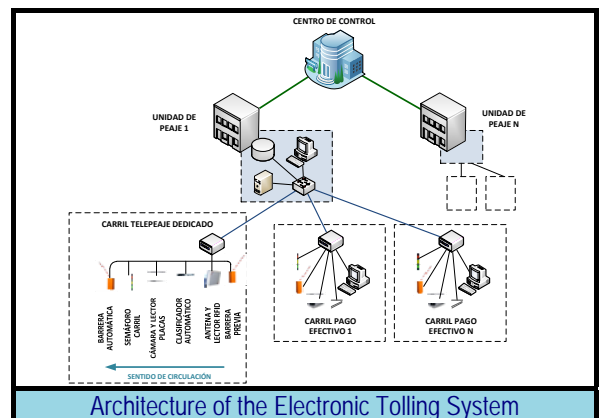 CENTRO DE CONTROL
UNIDAD DE
PEAJE 1
UNIDAD DE
PEAJE N
CARRIL TELEPEAJE DEDICADO
BARRERA
AUTOMÁTICA
SEMÁFORO
CARRIL
CÁMARA Y LECTOR
PLACAS
CLASIFICADOR
AUTOMÁTICO
ANTENA Y
LECTOR RFID
BARRERA
PREVIA
SENTIDO DE CIRCULACIÓN
CARRIL PAGO
EFECTIVO 1
CARRIL PAGO
EFECTIVO N
Architecture of the Electronic Tolling System